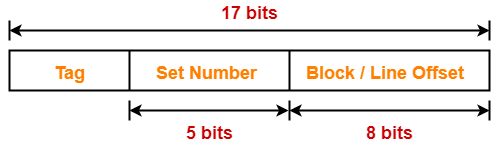 17 bits
Tag Set Number Block / Line Offset
5 bits 8 bits